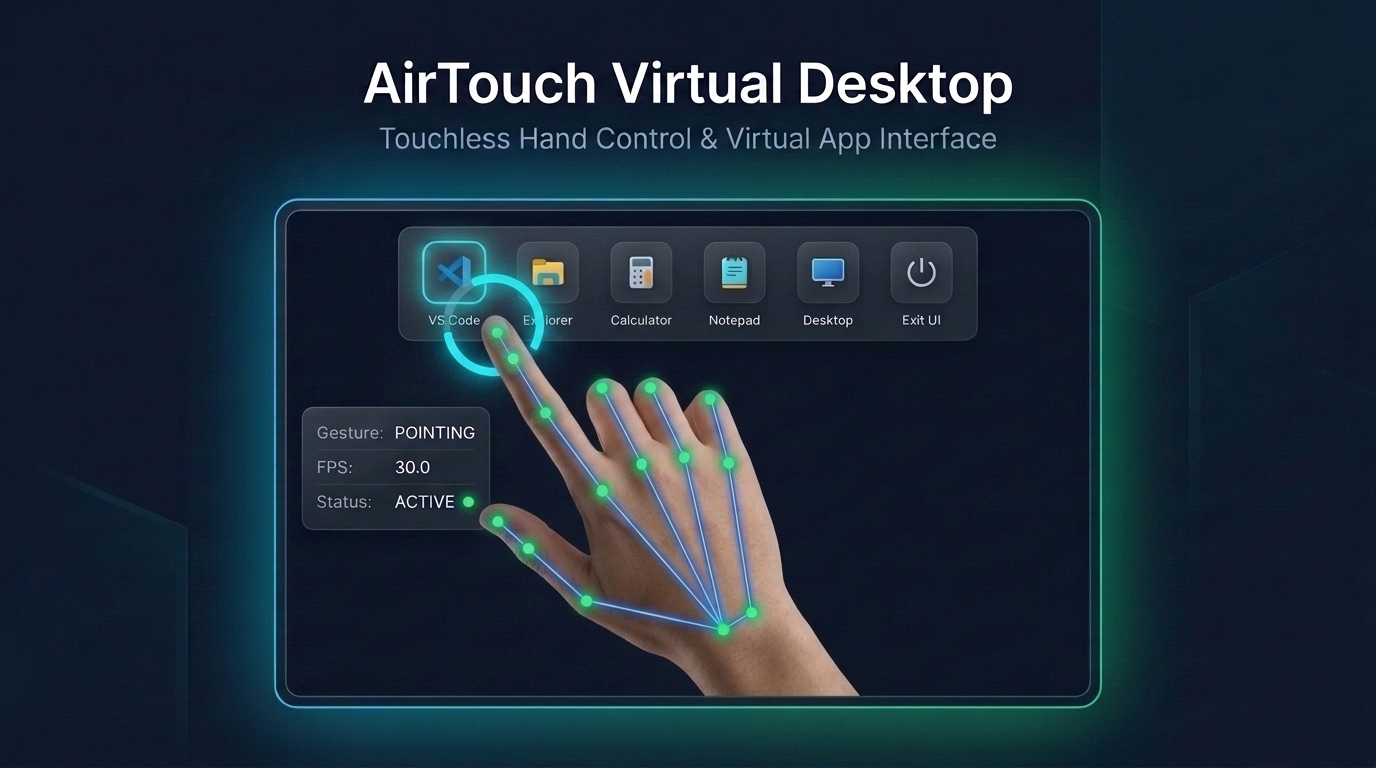 AirTouch Virtual Desktop
Touchless Hand Control & Virtual App Interface
VS Code
Calculator
Notepad
Desktop
Exit UI
Gesture: POINTING
FPS: 30.0
Status: ACTIVE